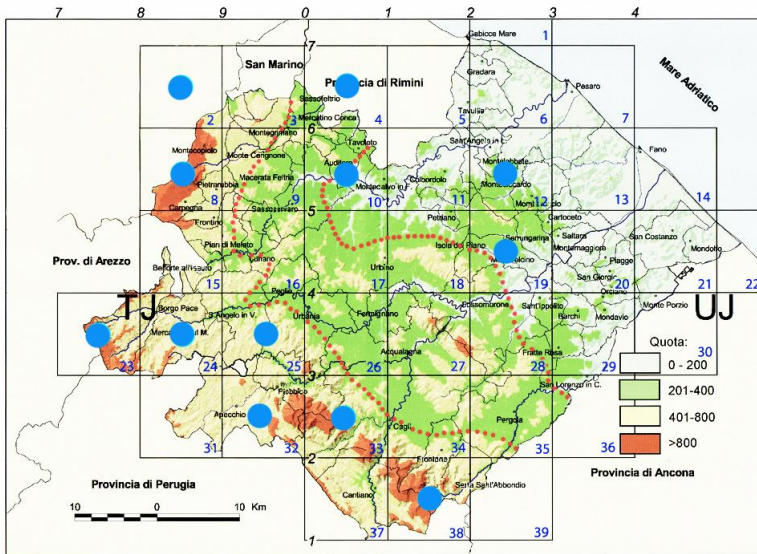 7 8 9 0 1 2 3 4
7
Gabicce Mare
1
San Marino
Gradara
Mare Adriatico
Provincia di Rimini
Pesaro
Sassofeltrio
Tavullia
Mercatino Conca
2 3 4 5 6 7
Montegrimano
6
Tavoleto
Sant'Angelo in L.
Fano
Montecopiolo
Monte Cerignone
Auditore
Montelabbate
Macerata Feltria
Montecalvo in F.
Colbordolo
Pietrarubbia
8 9 10 11 12 13 14
Carpegna
Sassocorvaro
5
Petriano
Cartoceto
Frontino
San Costanzo
Serrungarina
Saltara
Pian di Meleto
Isola del Piano
Montemaggiore
Mondolfo
Prov. di Arezzo
Lunano
Piagge
Belforte all'Isauro
Urbino
San Giorgio
Peglio
Orciano
15 16 17 18 19 20 21 22
TJ
4
UJ
Borgo Pace
Fossombrone
Sant'Ippolito
Monte Porzio
S.Angelo in V.
Urbania
Fermignano
Barchi
Mondavio
Quota:
Acqualagna
Fratte Rosa
0 - 200
23 24 25 26 27 28 29 30
3
San Lorenzo in C.
201-400
Piobbico
401-800
Apecchio
Cagli
Pergola
>800
31 32 33 34 35 36
2
Frontone
Provincia di Ancona
Provincia di Perugia
Cantiano
Serra Sant'Abbondio
10 0 10 Km
37 38 39
1